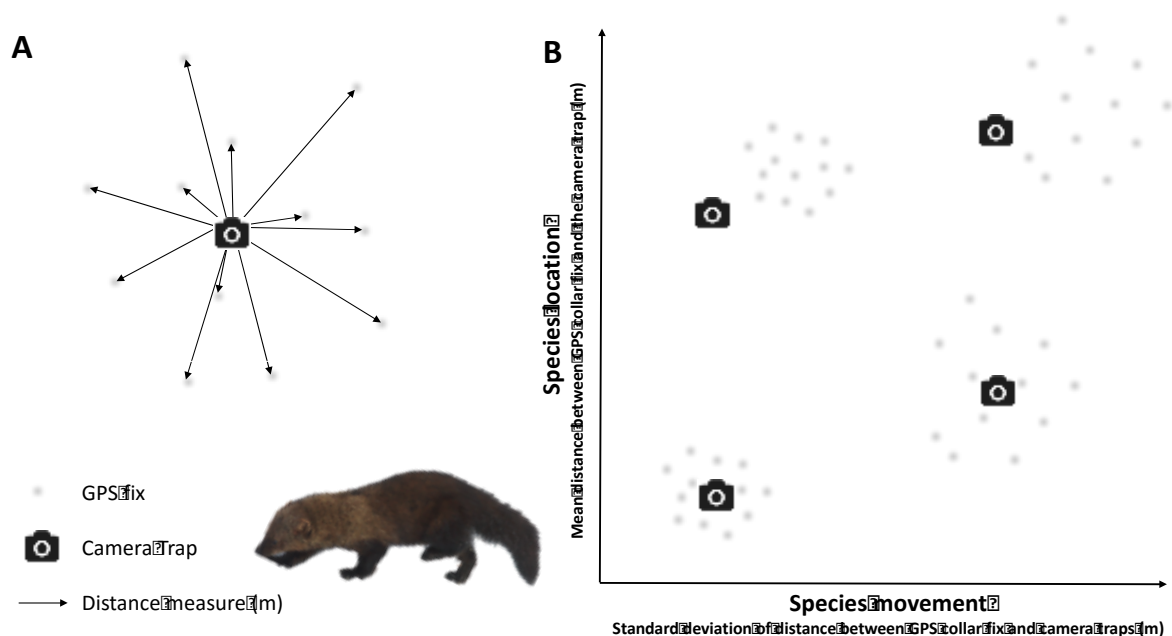 A
B
GPS fix
Camera Trap
Distance measure (m)
Species location
Mean distance between GPS collar fix and the camera trap (m)
Species movement
Standard deviation of distance between GPS collar fix and camera traps (m)